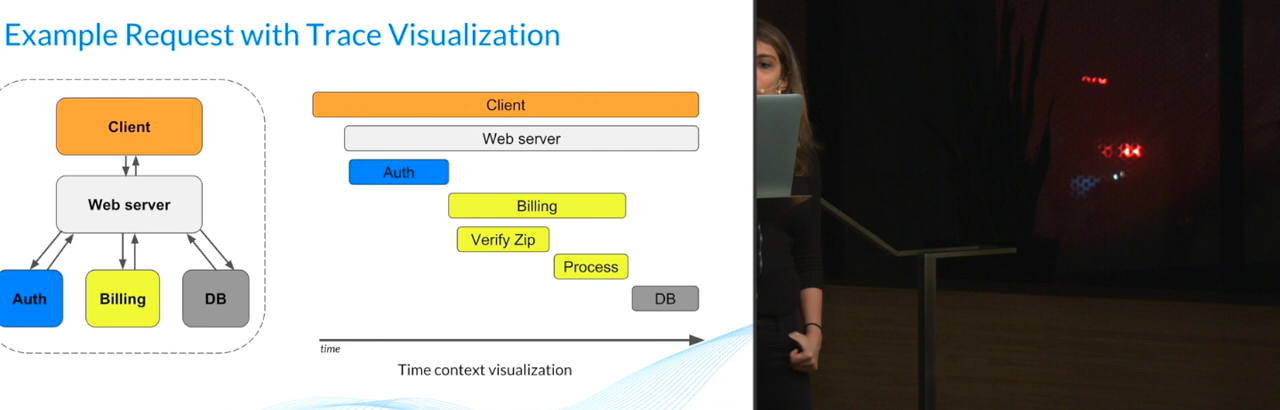 Example Request with Trace Visualization
Client
Web server
Auth
Billing
DB
Client
Web server
Auth
Billing
Verify Zip
Process
DB
time
Time context visualization